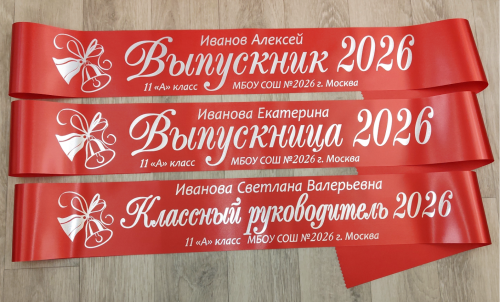 Иванов Алексей
Выпускник 2026
11 «А» класс МБОУ СОШ №2026 г. Москва
Иванова Екатерина
Выпускница 2026
11 «А» класс МБОУ СОШ №2026 г. Москва
Иванова Светлана Валерьевна
Классный руководитель 2026
11 «А» класс МБОУ СОШ №2026 г. Москва